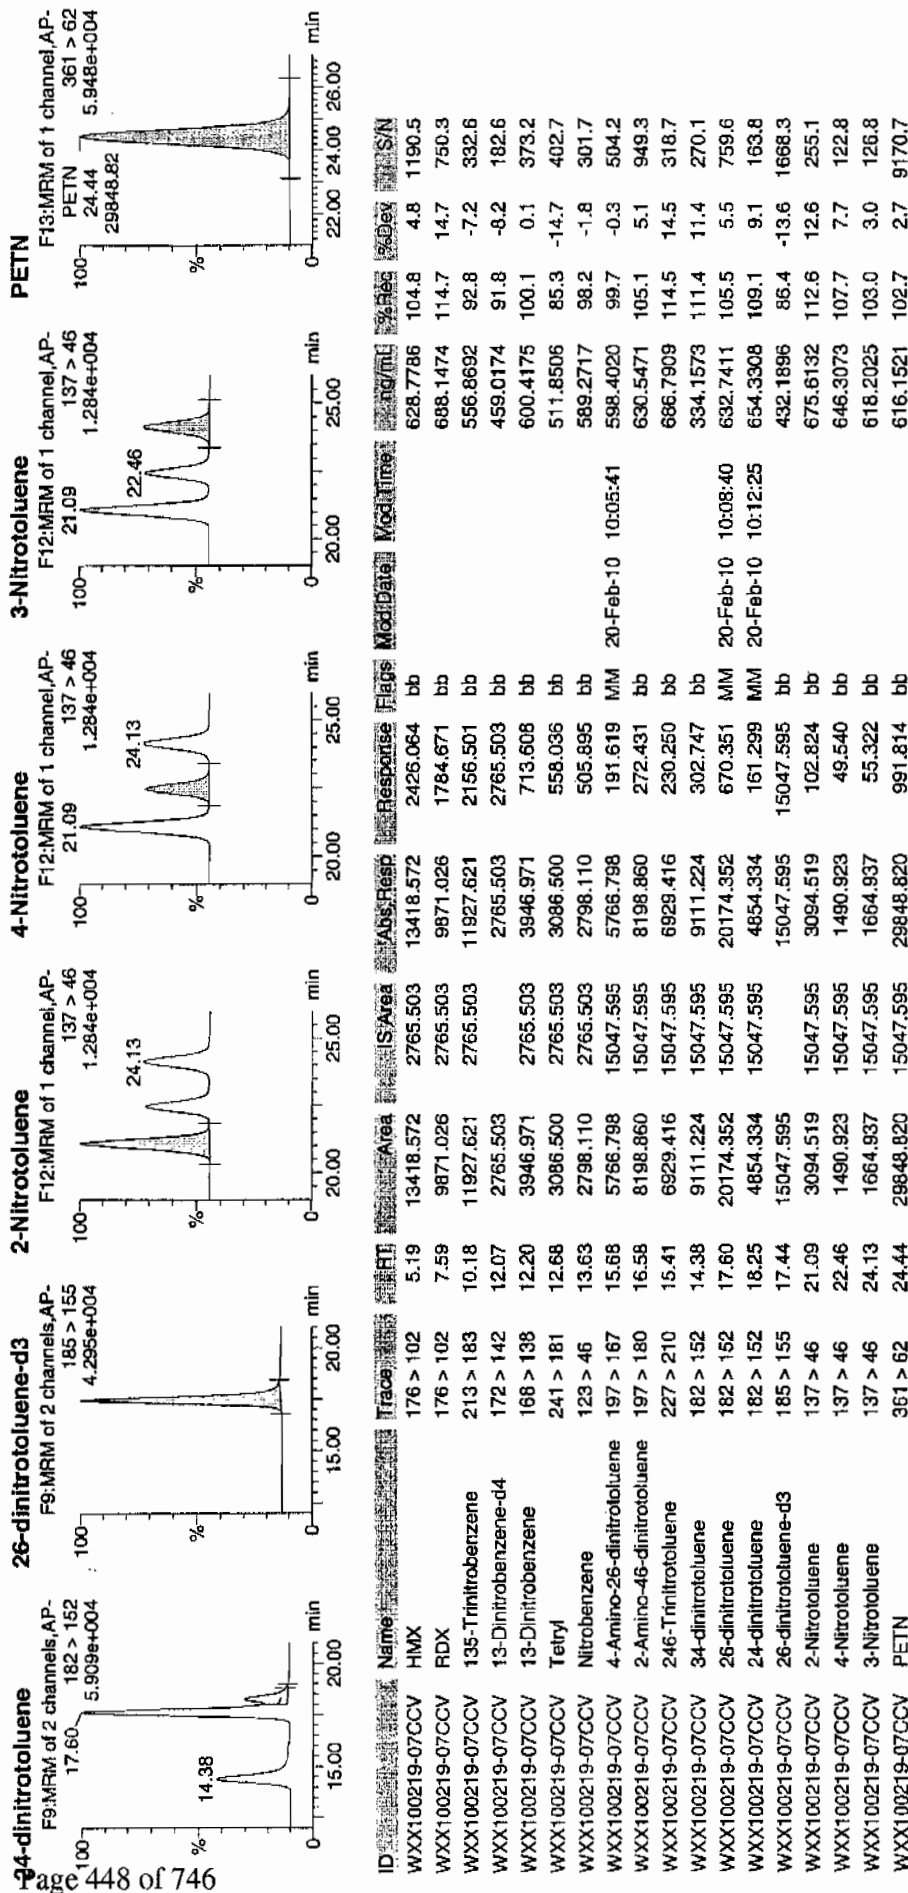 24-dinitrotoluene
F9:MRM of 2 channels,AP-
182 > 152
5.909e+004
17.60
14.38
100
%
0
15.00 20.00 min
26-dinitrotoluene-d3
F9:MRM of 2 channels,AP-
185 > 155
4.295e+004
100
%
0
15.00 20.00 min
2-Nitrotoluene
F12:MRM of 1 channel,AP-
137 > 46
1.284e+004
24.13
100
%
0
20.00 25.00 min
4-Nitrotoluene
F12:MRM of 1 channel,AP-
21.09 137 > 46
1.284e+004
24.13
100
%
0
20.00 25.00 min
3-Nitrotoluene
F12:MRM of 1 channel,AP-
21.09 137 > 46
1.284e+004
22.46
100
%
0
20.00 25.00 min
PETN
F13:MRM of 1 channel,AP-
PETN 361 > 62
24.44 5.948e+004
29848.82
100
%
0
22.00 24.00 26.00 min
ID Name Trace RT Area IS Area Abs.Resp Response Flags Mod.Date Mod.Time ng/mL %Rec %Dev S/N
WXX100219-07CCV HMX 176 > 102 5.19 13418.572 2765.503 13418.572 2426.064 bb 628.7786 104.8 4.8 1190.5
WXX100219-07CCV RDX 176 > 102 7.59 9871.026 2765.503 9871.026 1784.671 bb 688.1474 114.7 14.7 750.3
WXX100219-07CCV 135-Trinitrobenzene 213 > 183 10.18 11927.621 2765.503 11927.621 2156.501 bb 556.8692 92.8 -7.2 332.6
WXX100219-07CCV 13-Dinitrobenzene-d4 172 > 142 12.07 2765.503 2765.503 2765.503 bb 459.0174 91.8 -8.2 182.6
WXX100219-07CCV 13-Dinitrobenzene 168 > 138 12.20 3946.971 2765.503 3946.971 713.608 bb 600.4175 100.1 0.1 373.2
WXX100219-07CCV Tetryl 241 > 181 12.68 3086.500 2765.503 3086.500 558.036 bb 511.8506 85.3 -14.7 402.7
WXX100219-07CCV Nitrobenzene 123 > 46 13.63 2798.110 2765.503 2798.110 505.895 bb 589.2717 98.2 -1.8 301.7
WXX100219-07CCV 4-Amino-26-dinitrotoluene 197 > 167 15.68 5766.798 15047.595 5766.798 191.619 MM 20-Feb-10 10:05:41 598.4020 99.7 -0.3 504.2
WXX100219-07CCV 2-Amino-46-dinitrotoluene 197 > 180 16.58 8198.860 15047.595 8198.860 272.431 bb 630.5471 105.1 5.1 949.3
WXX100219-07CCV 246-Trinitrotoluene 227 > 210 15.41 6929.416 15047.595 6929.416 230.250 bb 686.7909 114.5 14.5 318.7
WXX100219-07CCV 34-dinitrotoluene 182 > 152 14.38 9111.224 15047.595 9111.224 302.747 bb 334.1573 111.4 11.4 270.1
WXX100219-07CCV 26-dinitrotoluene 182 > 152 17.60 20174.352 15047.595 20174.352 670.351 MM 20-Feb-10 10:08:40 632.7411 105.5 5.5 759.6
WXX100219-07CCV 24-dinitrotoluene 182 > 152 18.25 4854.334 15047.595 4854.334 161.299 MM 20-Feb-10 10:12:25 654.3308 109.1 9.1 163.8
WXX100219-07CCV 26-dinitrotoluene-d3 185 > 155 17.44 15047.595 15047.595 15047.595 bb 432.1896 86.4 -13.6 1668.3
WXX100219-07CCV 2-Nitrotoluene 137 > 46 21.09 3094.519 15047.595 3094.519 102.824 bb 675.6132 112.6 12.6 255.1
WXX100219-07CCV 4-Nitrotoluene 137 > 46 22.46 1490.923 15047.595 1490.923 49.540 bb 646.3073 107.7 7.7 122.8
WXX100219-07CCV 3-Nitrotoluene 137 > 46 24.13 1664.937 15047.595 1664.937 55.322 bb 618.2025 103.0 3.0 126.8
WXX100219-07CCV PETN 361 > 62 24.44 29848.820 15047.595 29848.820 991.814 bb 616.1521 102.7 2.7 9170.7
Page 448 of 746